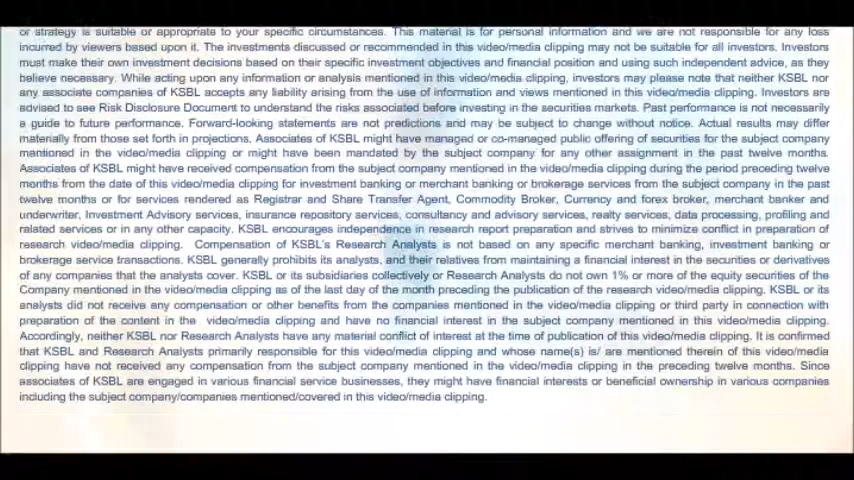 or strategy is suitable or appropriate to your specific circumstances. This material is for personal information and we are not responsible for any loss
incurred by viewers based upon it. The investments discussed or recommended in this video/media clipping may not be suitable for all investors. Investors
must make their own investment decisions based on their specific investment objectives and financial position and using such independent advice, as they
believe necessary. While acting upon any information or analysis mentioned in this video/media clipping, investors may please note that neither KSBL nor
any associate companies of KSBL accepts any liability arising from the use of information and views mentioned in this video/media clipping. Investors are
advised to see Risk Disclosure Document to understand the risks associated before investing in the securities markets. Past performance is not necessarily
a guide to future performance. Forward-looking statements are not predictions and may be subject to change without notice. Actual results may differ
materially from those set forth in projections. Associates of KSBL might have managed or co-managed public offering of securities for the subject company
mentioned in the video/media clipping or might have been mandated by the subject company for any other assignment in the past twelve months.
Associates of KSBL might have received compensation from the subject company mentioned in the video/media clipping during the period preceding twelve
months from the date of this video/media clipping for investment banking or merchant banking or brokerage services from the subject company in the past
twelve months or for services rendered as Registrar and Share Transfer Agent, Commodity Broker, Currency and forex broker, merchant banker and
underwriter, Investment Advisory services, insurance repository services, consultancy and advisory services, realty services, data processing, profiling and
related services or in any other capacity. KSBL encourages independence in research report preparation and strives to minimize conflict in preparation of
research video/media clipping. Compensation of KSBL's Research Analysts is not based on any specific merchant banking, investment banking or
brokerage service transactions. KSBL generally prohibits its analysts, and their relatives from maintaining a financial interest in the securities or derivatives
of any companies that the analysts cover. KSBL or its subsidiaries collectively or Research Analysts do not own 1% or more of the equity securities of the
Company mentioned in the video/media clipping as of the last day of the month preceding the publication of the research video/media clipping. KSBL or its
analysts did not receive any compensation or other benefits from the companies mentioned in the video/media clipping or third party in connection with
preparation of the content in the video/media clipping and have no financial interest in the subject company mentioned in this video/media clipping.
Accordingly, neither KSBL nor Research Analysts have any material conflict of interest at the time of publication of this video/media clipping. It is confirmed
that KSBL and Research Analysts primarily responsible for this video/media clipping and whose name(s) is/ are mentioned therein of this video/media
clipping have not received any compensation from the subject company mentioned in the video/media clipping in the preceding twelve months. Since
associates of KSBL are engaged in various financial service businesses, they might have financial interests or beneficial ownership in various companies
including the subject company/companies mentioned/covered in this video/media clipping.